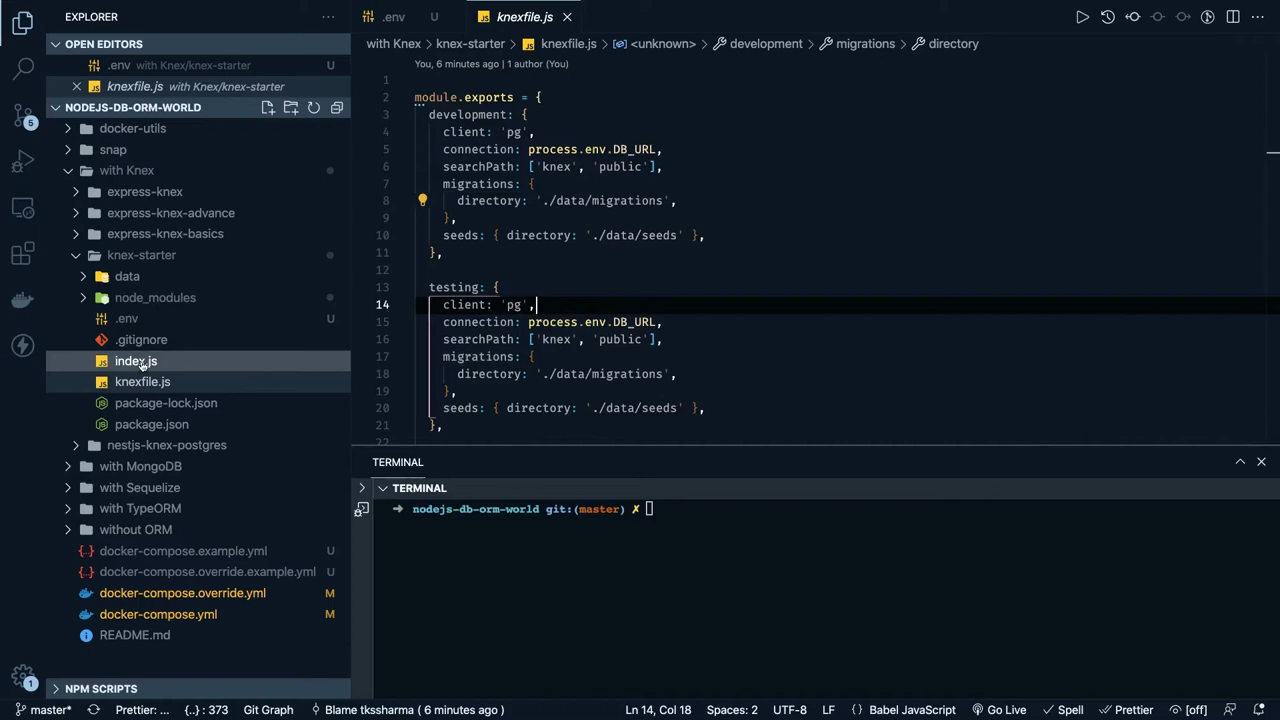 EXPLORER
OPEN EDITORS
.env with Knex/knex-starter U
knexfile.js with Knex/knex-starter
NODEJS-DB-ORM-WORLD
docker-utils
snap
with Knex
express-knex
express-knex-advance
express-knex-basics
knex-starter
data
node_modules
.env
.gitignore
index.js
knexfile.js
package-lock.json
package.json
nestjs-knex-postgres
with MongoDB
with Sequelize
with TypeORM
without ORM
docker-compose.example.yml U
docker-compose.override.example.yml U
docker-compose.override.yml M
docker-compose.yml M
README.md
NPM SCRIPTS
5
1
.env U
JS knexfile.js
with Knex > knex-starter > JS knexfile.js > <unknown> > development > migrations > directory
You, 6 minutes ago | 1 author (You)
1
2 module.exports = {
3 development: {
4 client: 'pg',
5 connection: process.env.DB_URL,
6 searchPath: ['knex', 'public'],
7 migrations: {
8 directory: './data/migrations',
9 },
10 seeds: { directory: './data/seeds' },
11 },
12
13 testing: {
14 client: 'pg',
15 connection: process.env.DB_URL,
16 searchPath: ['knex', 'public'],
17 migrations: {
18 directory: './data/migrations',
19 },
20 seeds: { directory: './data/seeds' },
21 },
22
TERMINAL
TERMINAL
➜ nodejs-db-orm-world git:(master) ✗
master* Prettier: ... {..} : 373 Git Graph Blame tkssharma ( 6 minutes ago ) Ln 14, Col 18 Spaces: 2 UTF-8 LF {} Babel JavaScript Go Live Spell Prettier [off]